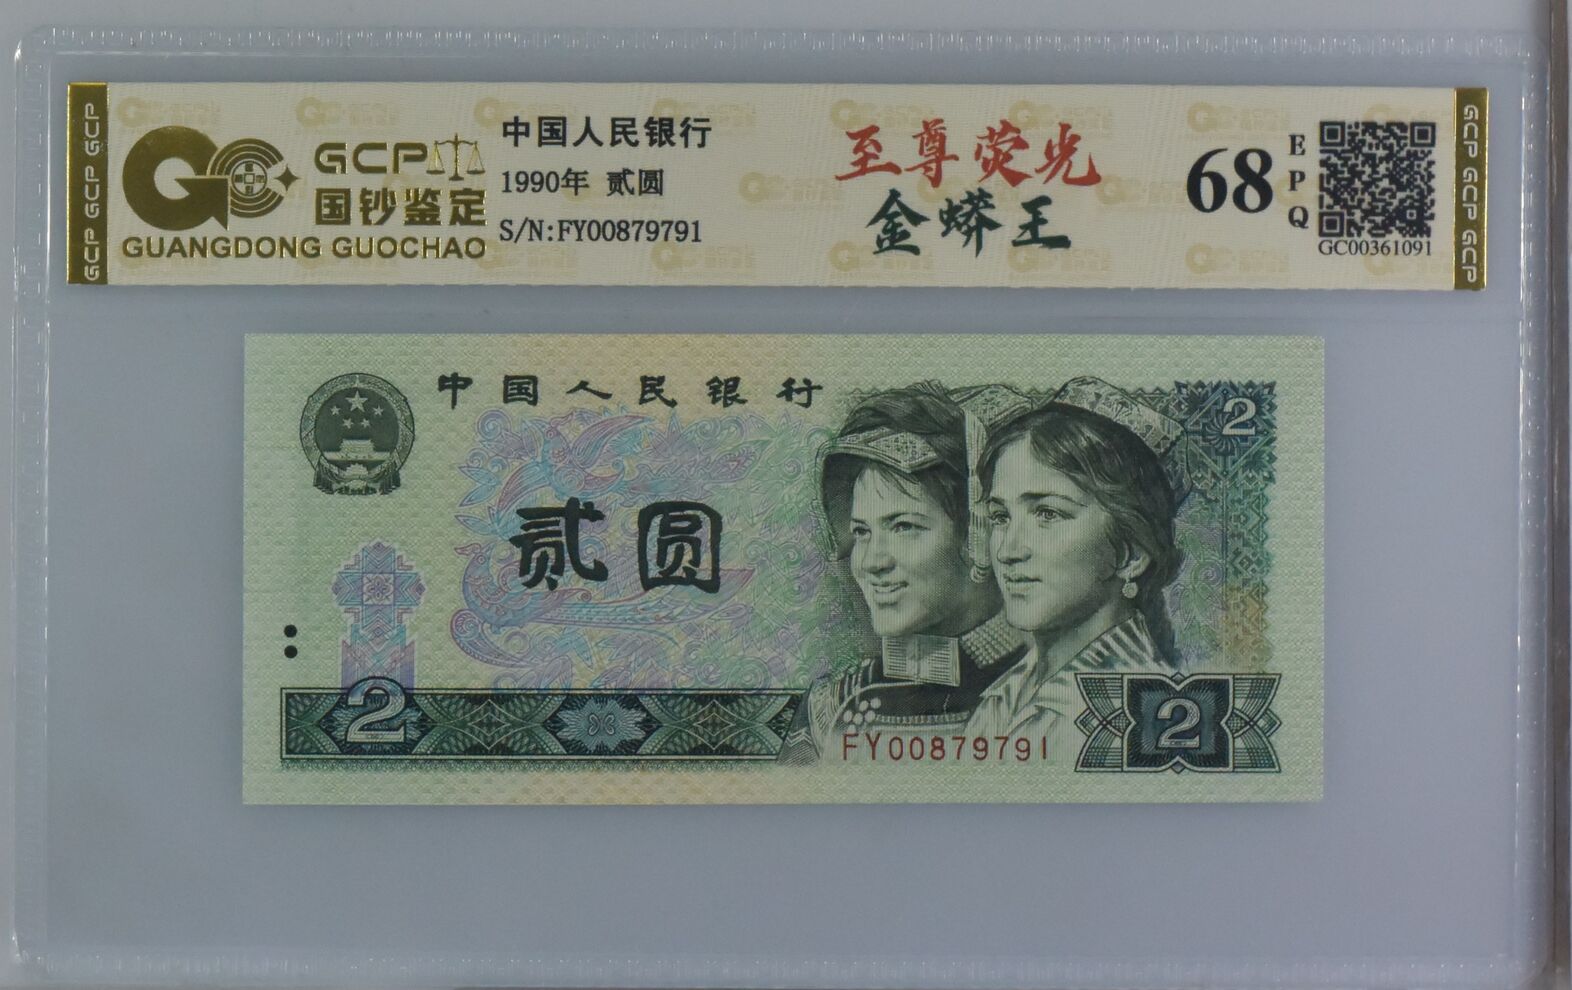 GCP GCP GCP
GCP
国钞鉴定
GUANGDONG GUOCHAO
中国人民银行
1990年 贰圆
S/N:FY00879791
至尊荧光
金蟒王
68
EPQ
GC00361091
GCP GCP GCP
中国人民银行
2
贰圆
2
FY00879791
2